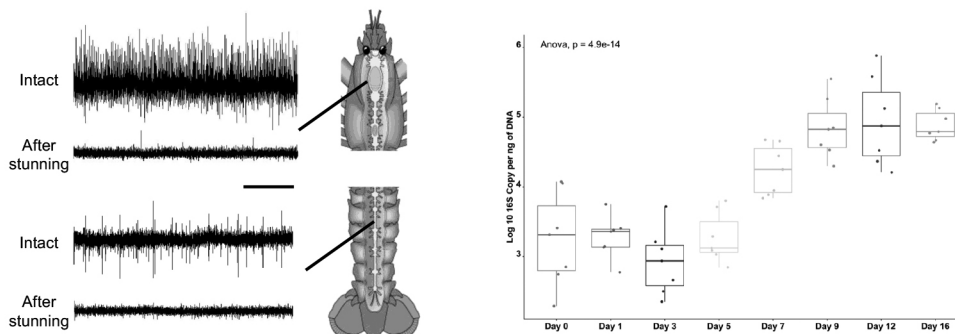 Intact
After
stunning
Intact
After
stunning
Anova, p = 4.9e-14
Log 10 16S Copy per ng of DNA
6
5
4
3
Day 0 Day 1 Day 3 Day 5 Day 7 Day 9 Day 12 Day 16